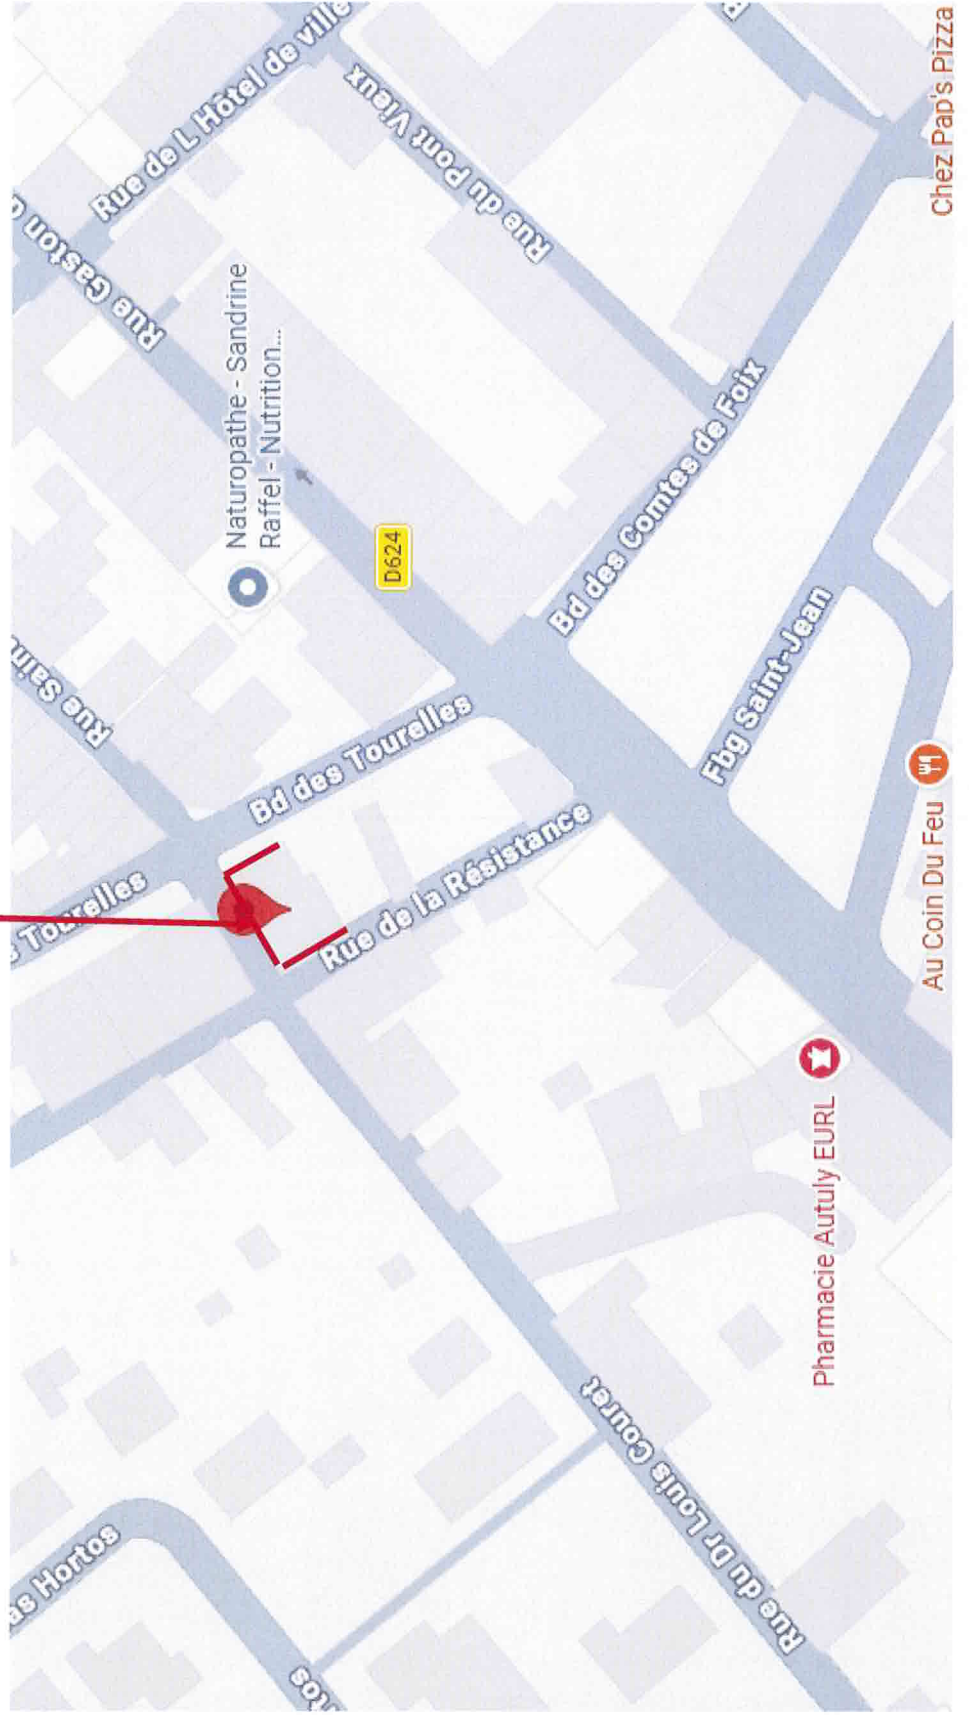 Rue de L Hôtel de ville
Rue du Pont Vieux
Chez Pap's Pizza
Rue Gaston
Naturopathe - Sandrine
Raffel - Nutrition...
D624
Bd des Comtes de Foix
Rue Sain
Bd des Tourelles
Fbg Saint-Jean
Tourelles
Rue de la Résistance
Au Coin Du Feu
Pharmacie Autuly EURL
as Hortos
Rue du Dr Louis Couret
rtos